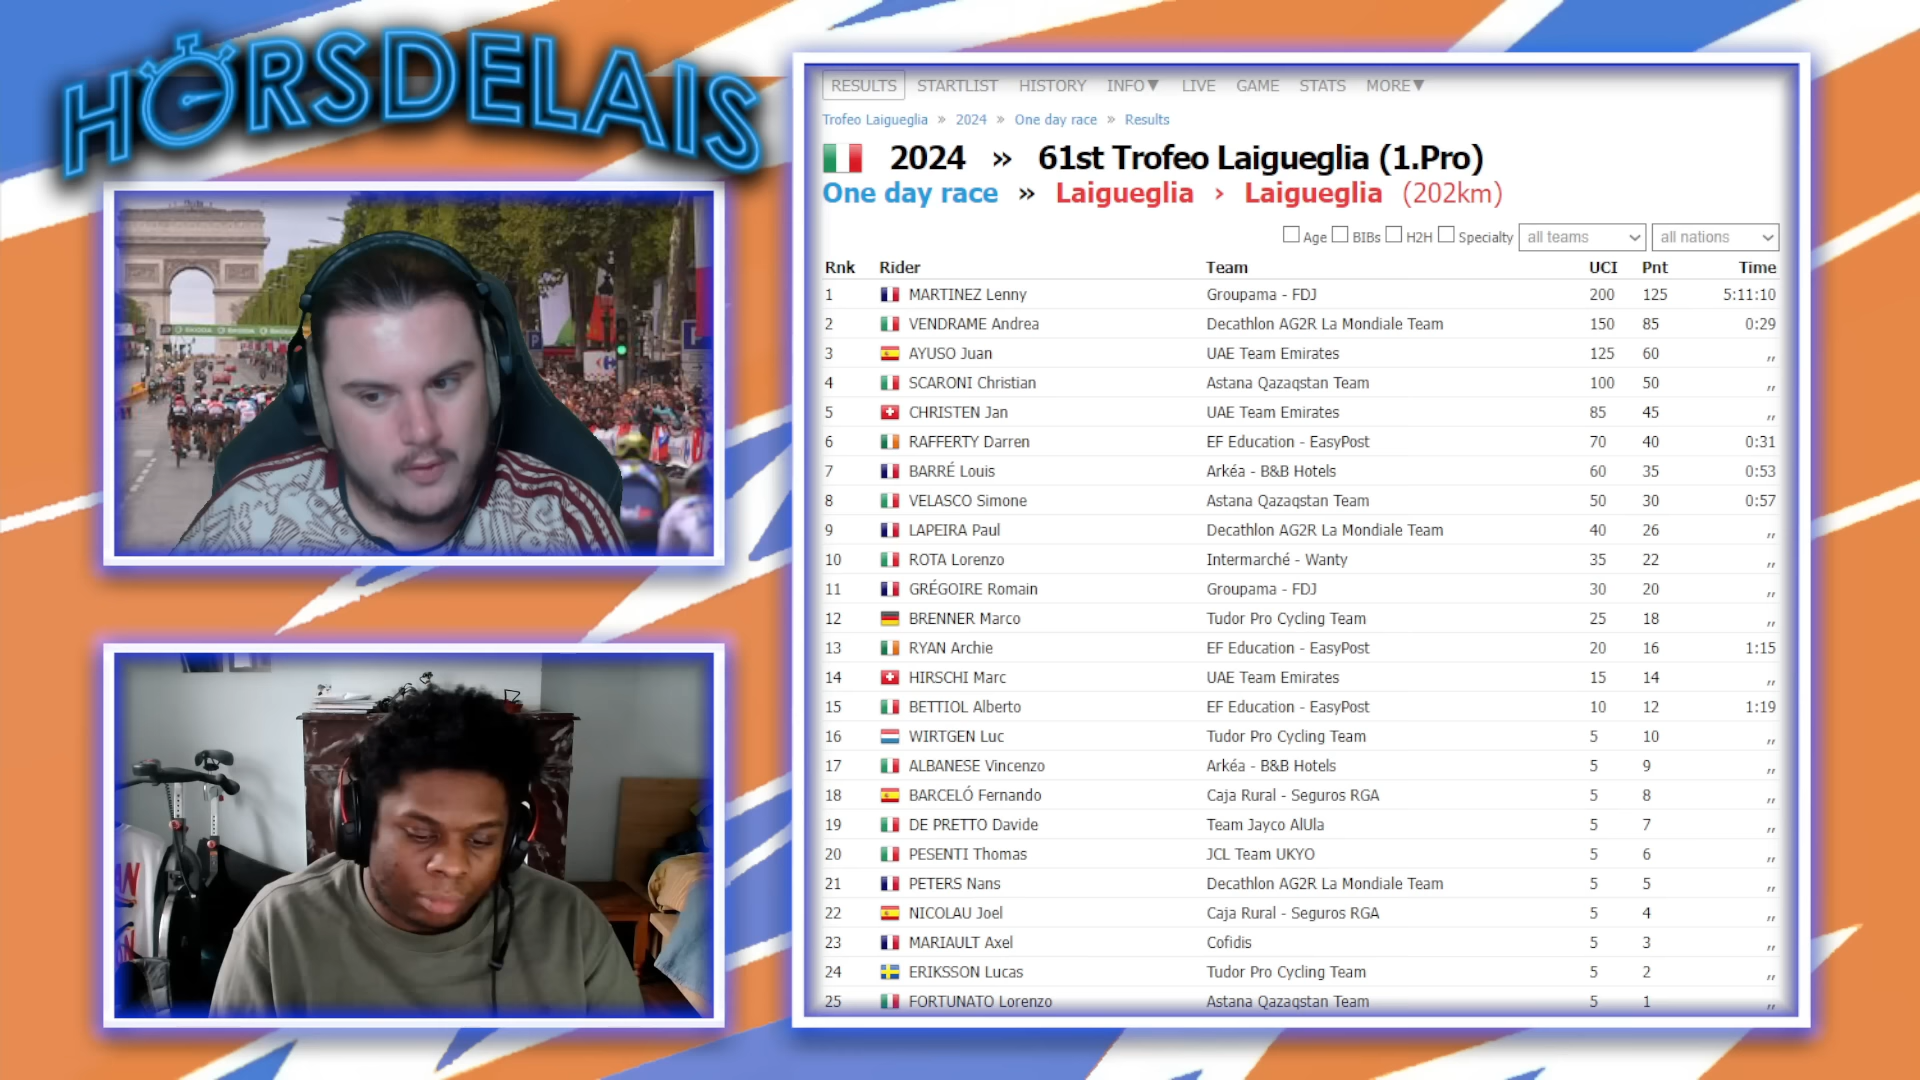 HORSDELAIS
RESULTS STARTLIST HISTORY INFO▼ LIVE GAME STATS MORE▼
Trofeo Laigueglia » 2024 » One day race » Results
2024 » 61st Trofeo Laigueglia (1.Pro)
One day race » Laigueglia › Laigueglia (202km)
Age BIBs H2H Specialty all teams all nations
Rnk Rider Team UCI Pnt Time
1 MARTINEZ Lenny Groupama - FDJ 200 125 5:11:10
2 VENDRAME Andrea Decathlon AG2R La Mondiale Team 150 85 0:29
3 AYUSO Juan UAE Team Emirates 125 60 ,,
4 SCARONI Christian Astana Qazaqstan Team 100 50 ,,
5 CHRISTEN Jan UAE Team Emirates 85 45 ,,
6 RAFFERTY Darren EF Education - EasyPost 70 40 0:31
7 BARRÉ Louis Arkéa - B&B Hotels 60 35 0:53
8 VELASCO Simone Astana Qazaqstan Team 50 30 0:57
9 LAPEIRA Paul Decathlon AG2R La Mondiale Team 40 26 ,,
10 ROTA Lorenzo Intermarché - Wanty 35 22 ,,
11 GRÉGOIRE Romain Groupama - FDJ 30 20 ,,
12 BRENNER Marco Tudor Pro Cycling Team 25 18 ,,
13 RYAN Archie EF Education - EasyPost 20 16 1:15
14 HIRSCHI Marc UAE Team Emirates 15 14 ,,
15 BETTIOL Alberto EF Education - EasyPost 10 12 1:19
16 WIRTGEN Luc Tudor Pro Cycling Team 5 10 ,,
17 ALBANESE Vincenzo Arkéa - B&B Hotels 5 9 ,,
18 BARCELÓ Fernando Caja Rural - Seguros RGA 5 8 ,,
19 DE PRETTO Davide Team Jayco AlUla 5 7 ,,
20 PESENTI Thomas JCL Team UKYO 5 6 ,,
21 PETERS Nans Decathlon AG2R La Mondiale Team 5 5 ,,
22 NICOLAU Joel Caja Rural - Seguros RGA 5 4 ,,
23 MARIAULT Axel Cofidis 5 3 ,,
24 ERIKSSON Lucas Tudor Pro Cycling Team 5 2 ,,
25 FORTUNATO Lorenzo Astana Qazaqstan Team 5 1 ,,